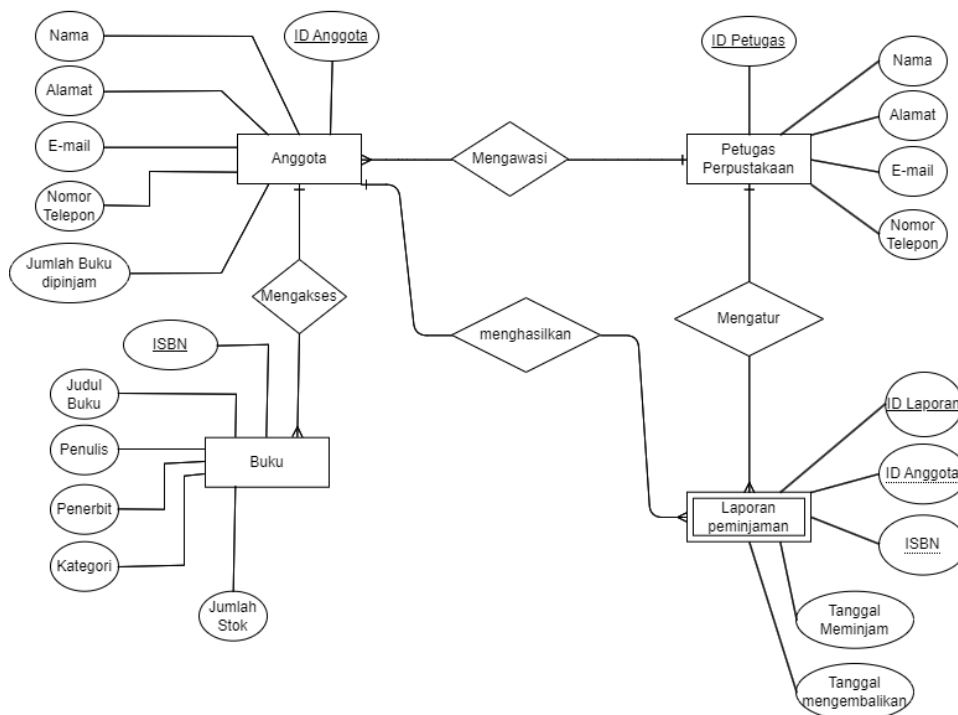 Nama
ID Anggota
ID Petugas
Nama
Alamat
Alamat
E-mail
Anggota
Mengawasi
Petugas
Perpustakaan
E-mail
Nomor
Telepon
Nomor
Telepon
Jumlah Buku
dipinjam
Mengakses
Mengatur
menghasilkan
ISBN
Judul
Buku
ID Laporan
Penulis
Buku
ID Anggota
Penerbit
Laporan
peminjaman
ISBN
Kategori
Jumlah
Stok
Tanggal
Meminjam
Tanggal
mengembalikan